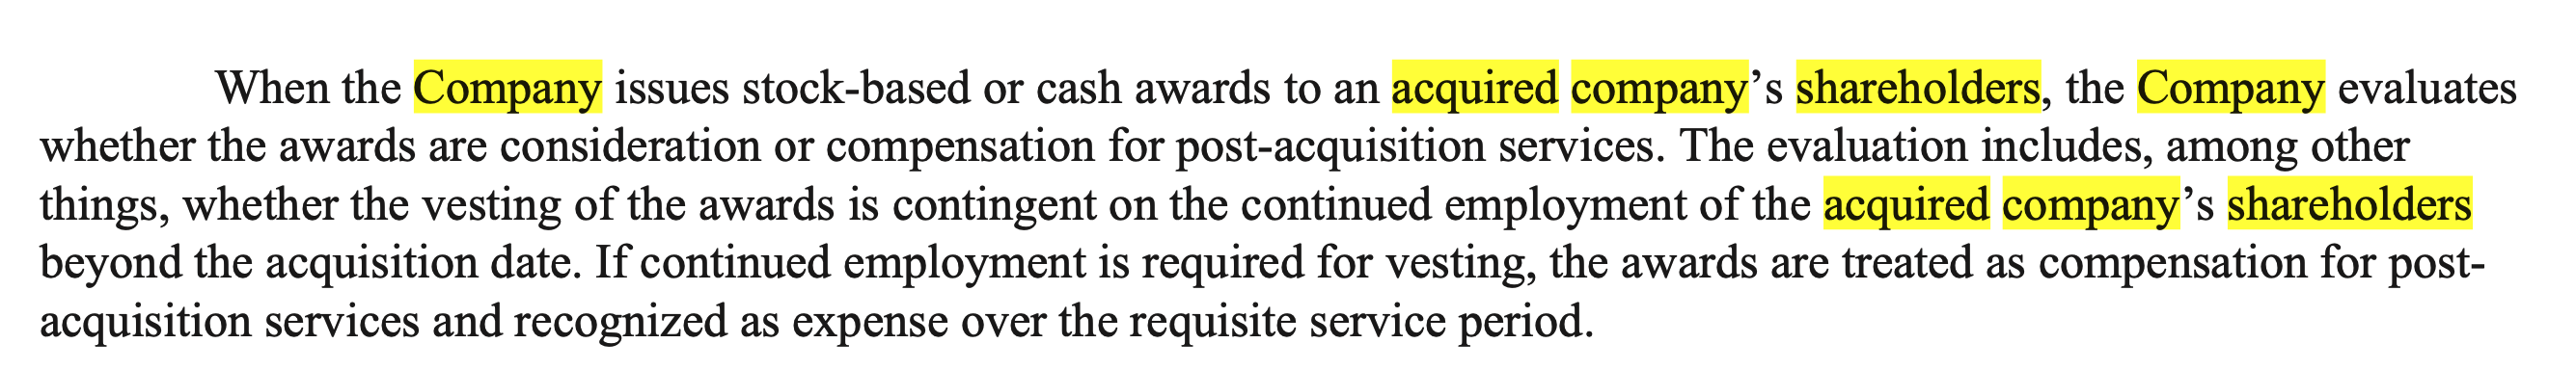 When the Company issues stock-based or cash awards to an acquired company’s shareholders, the Company evaluates
whether the awards are consideration or compensation for post-acquisition services. The evaluation includes, among other
things, whether the vesting of the awards is contingent on the continued employment of the acquired company’s shareholders
beyond the acquisition date. If continued employment is required for vesting, the awards are treated as compensation for post-
acquisition services and recognized as expense over the requisite service period.